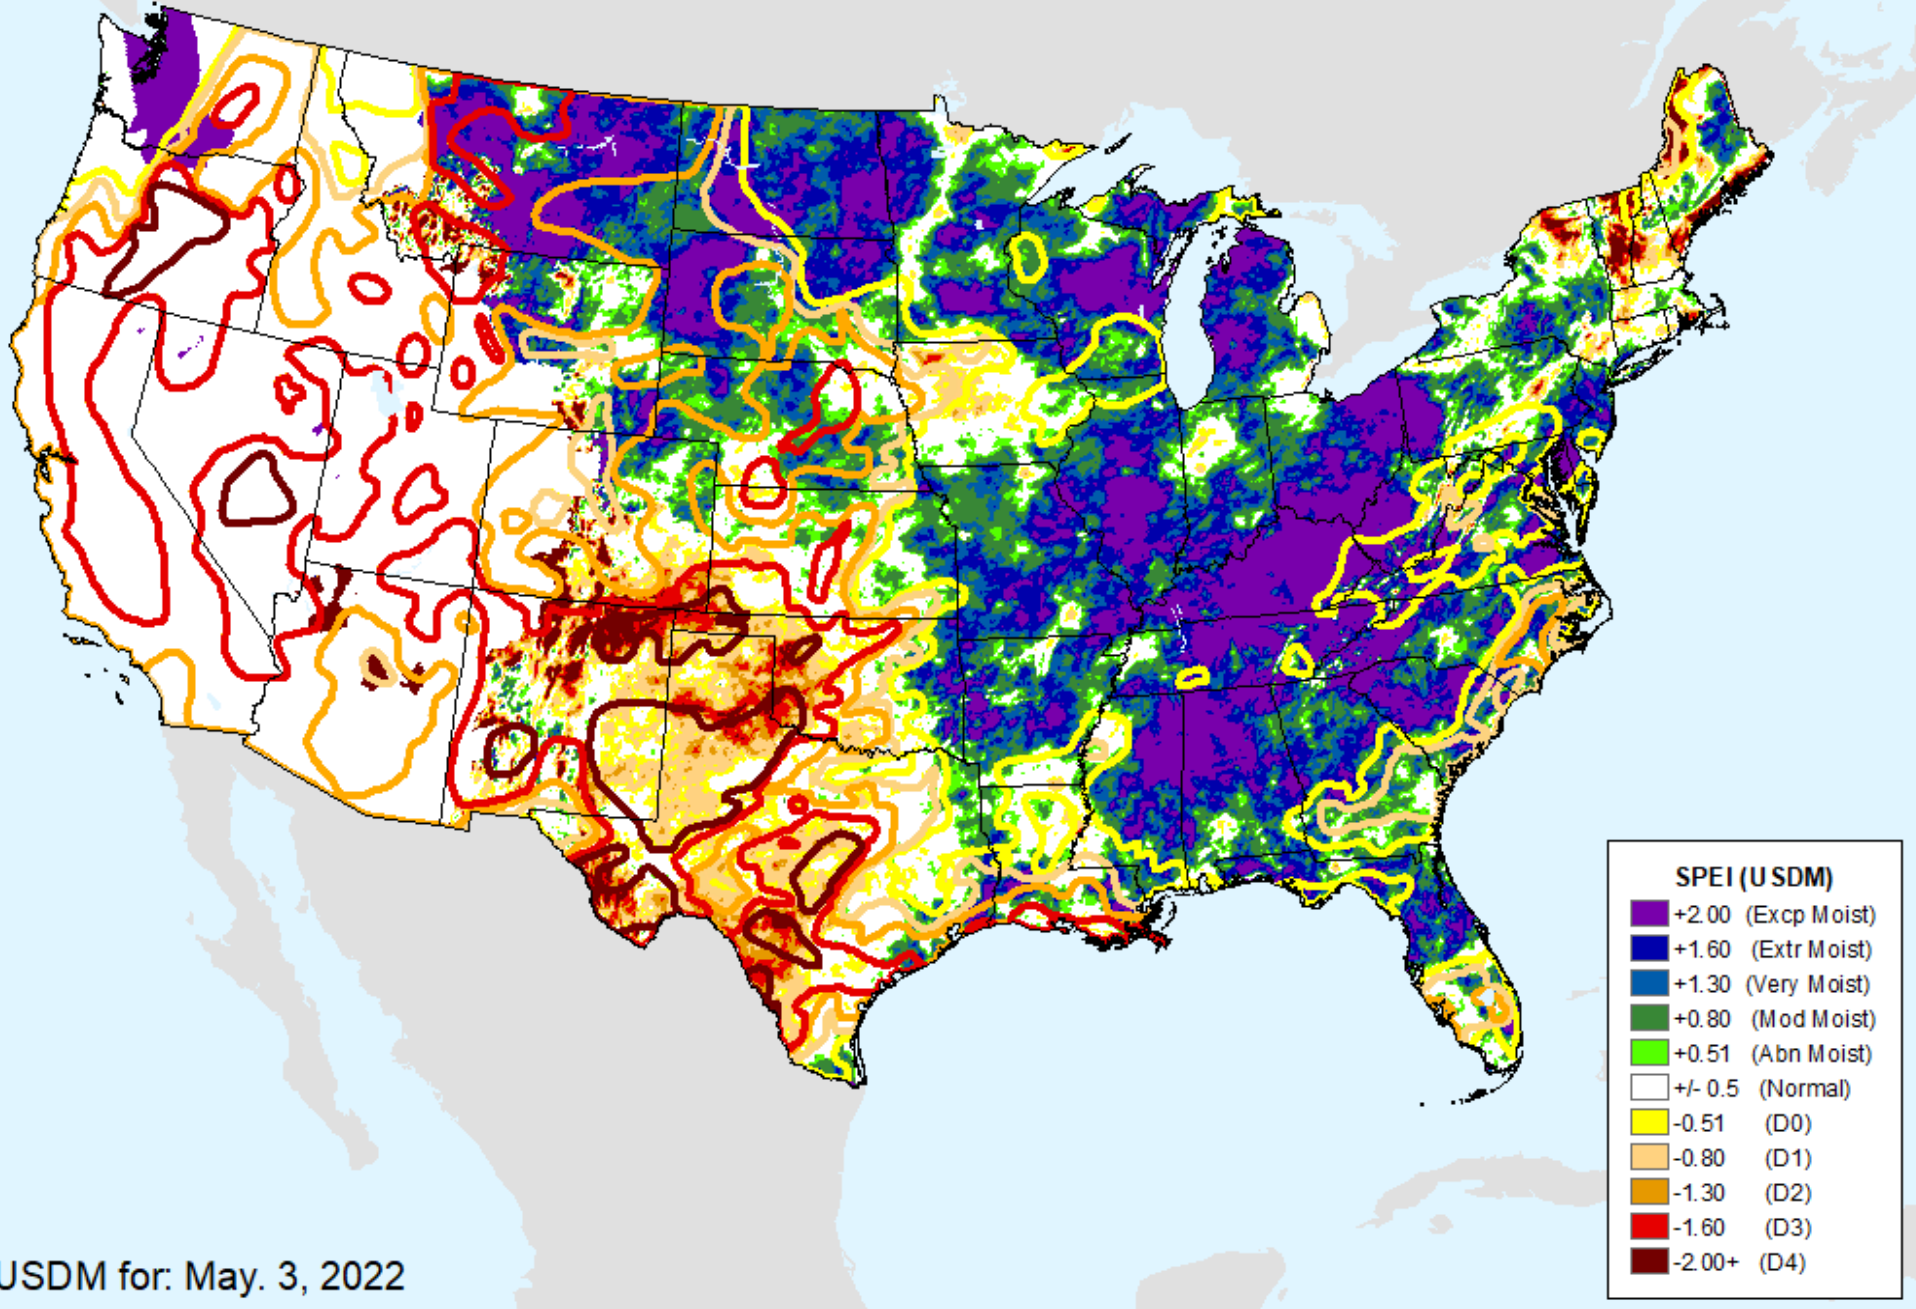 SPEI (USDM)
+2.00 (Excp Moist)
+1.60 (Extr Moist)
+1.30 (Very Moist)
+0.80 (Mod Moist)
+0.51 (Abn Moist)
+/- 0.5 (Normal)
-0.51 (D0)
-0.80 (D1)
-1.30 (D2)
-1.60 (D3)
-2.00+ (D4)
USDM for: May. 3, 2022